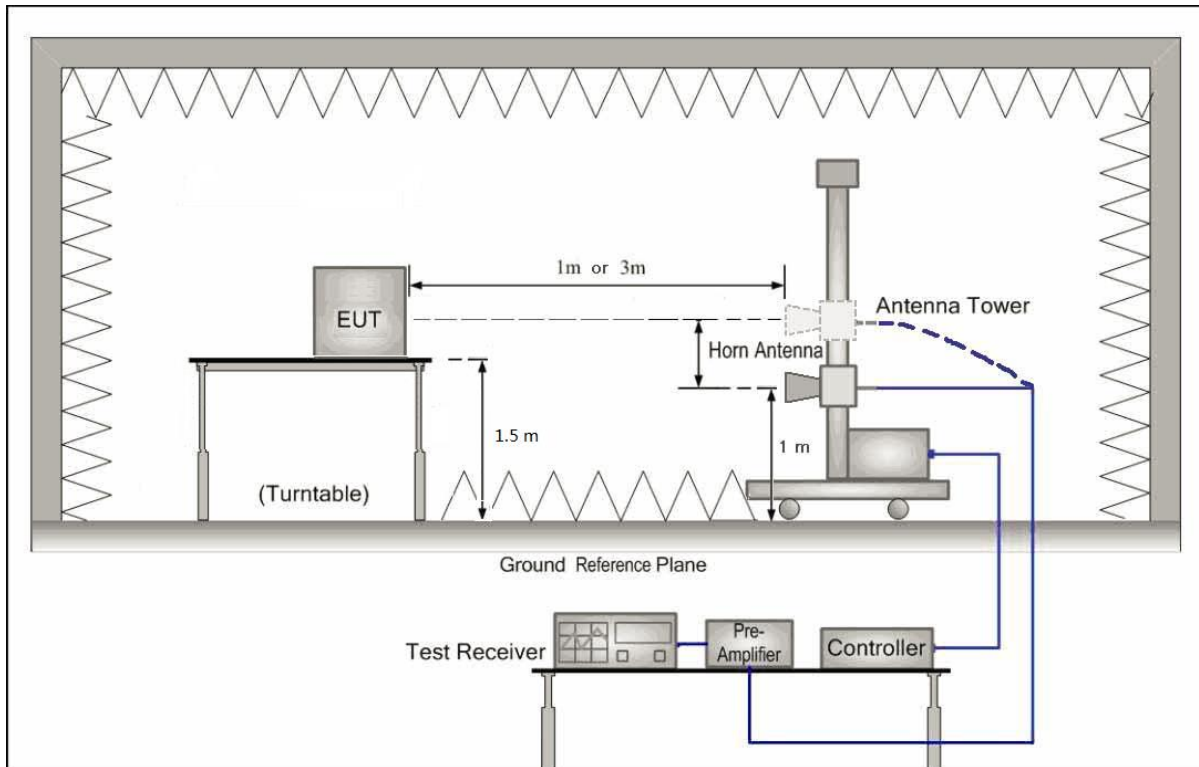 1m or 3m
EUT
Antenna Tower
Horn Antenna
1.5 m
1 m
(Turntable)
Ground Reference Plane
Test Receiver
Pre-
Amplifier
Controller